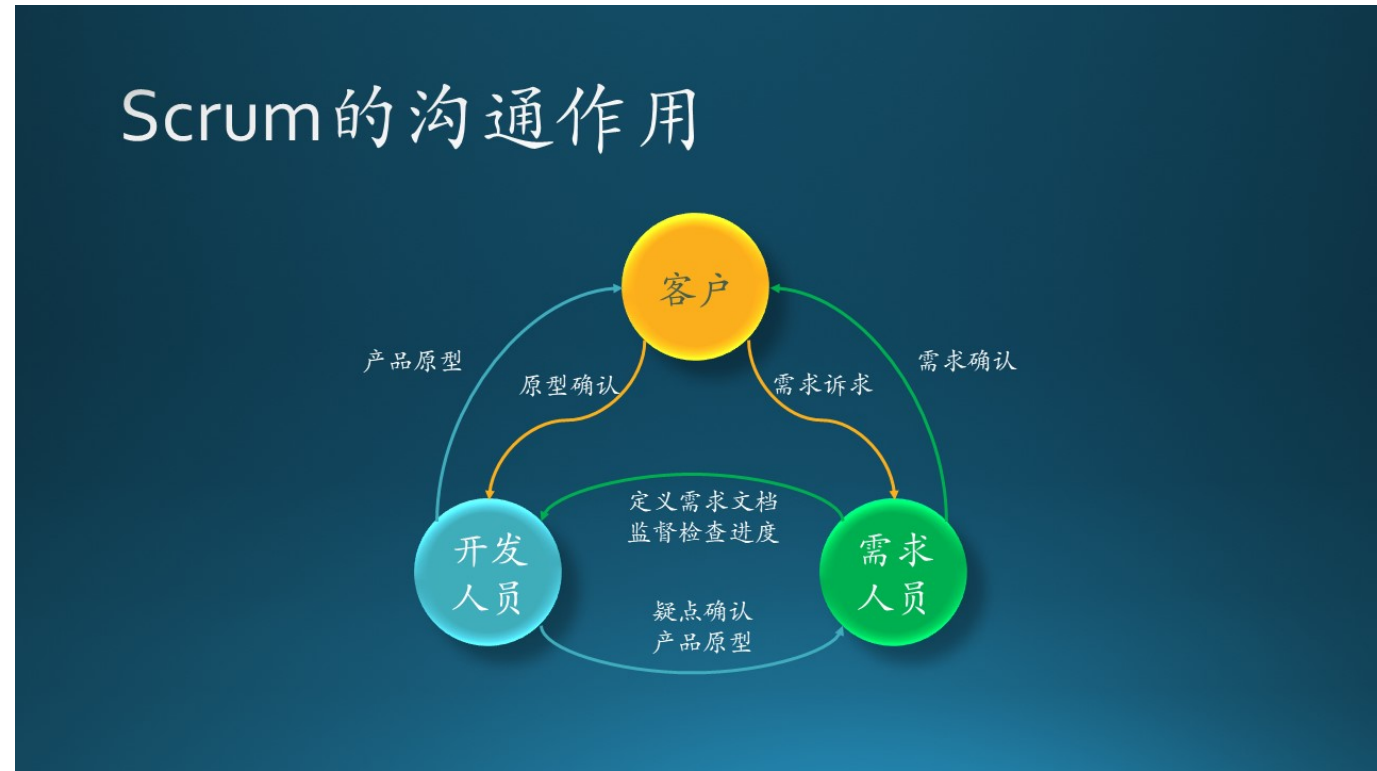 Scrum的沟通作用
客户
产品原型
原型确认
需求诉求
需求确认
定义需求文档
监督检查进度
开发
人员
需求
人员
疑点确认
产品原型